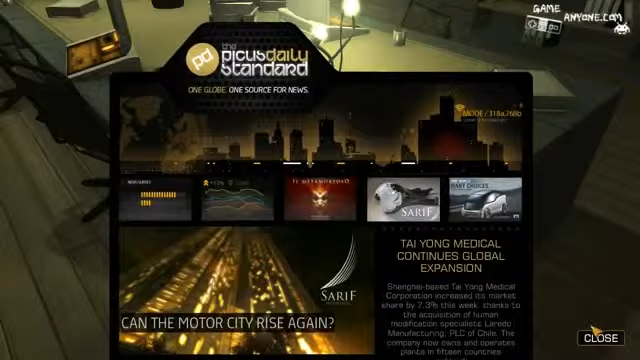 GAME
ANYONE.COM
pd
the
picusdaily
standard
ONE GLOBE. ONE SOURCE FOR NEWS.
MODE / 318x768b
NEWS SURVEY
SARIF
SARIF
CAN THE MOTOR CITY RISE AGAIN?
TAI YONG MEDICAL
CONTINUES GLOBAL
EXPANSION
Shanghai-based Tai Yong Medical
Corporation increased its market
share by 7.3% this week, thanks to
the acquisition of human
modification specialists Laredo
Manufacturing, PLC of Chile. The
company now owns and operates
plants in fifteen countries
CLOSE